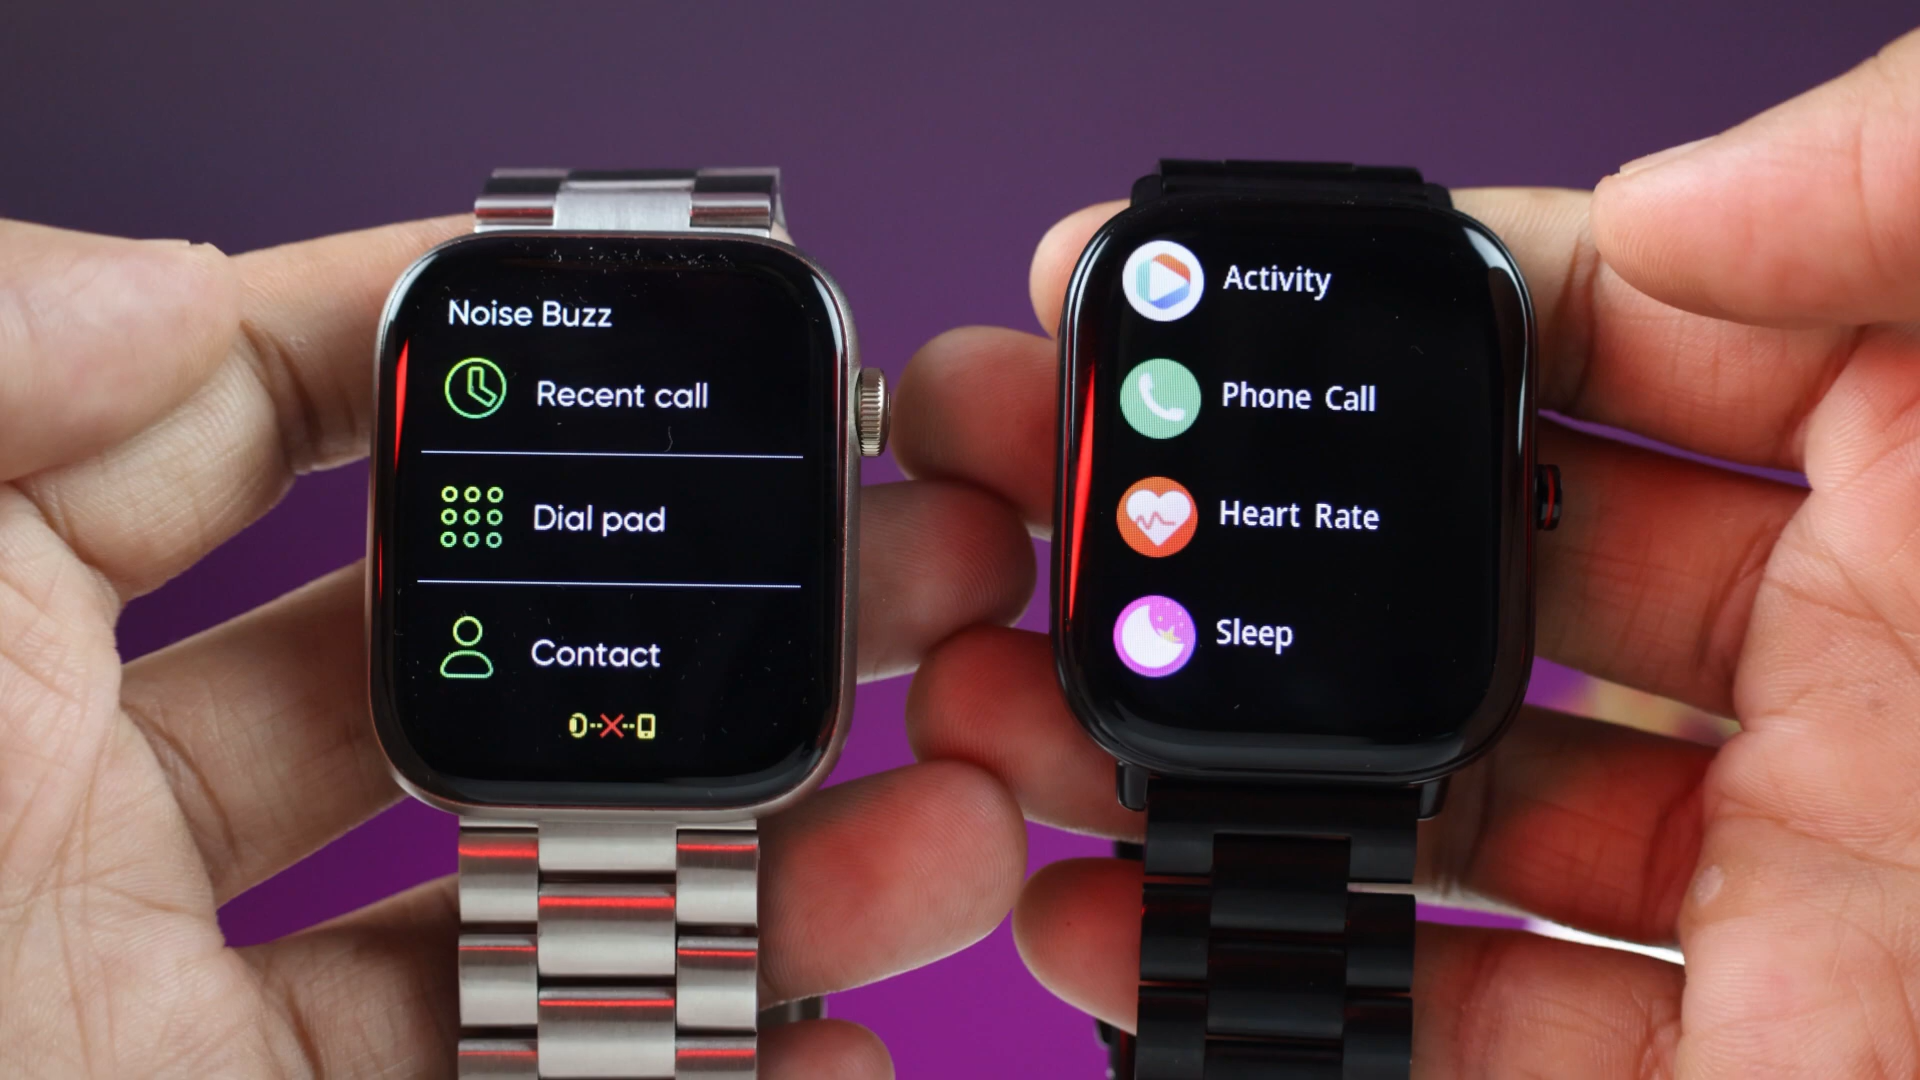 Noise Buzz
Recent call
Dial pad
Contact
Activity
Phone Call
Heart Rate
Sleep